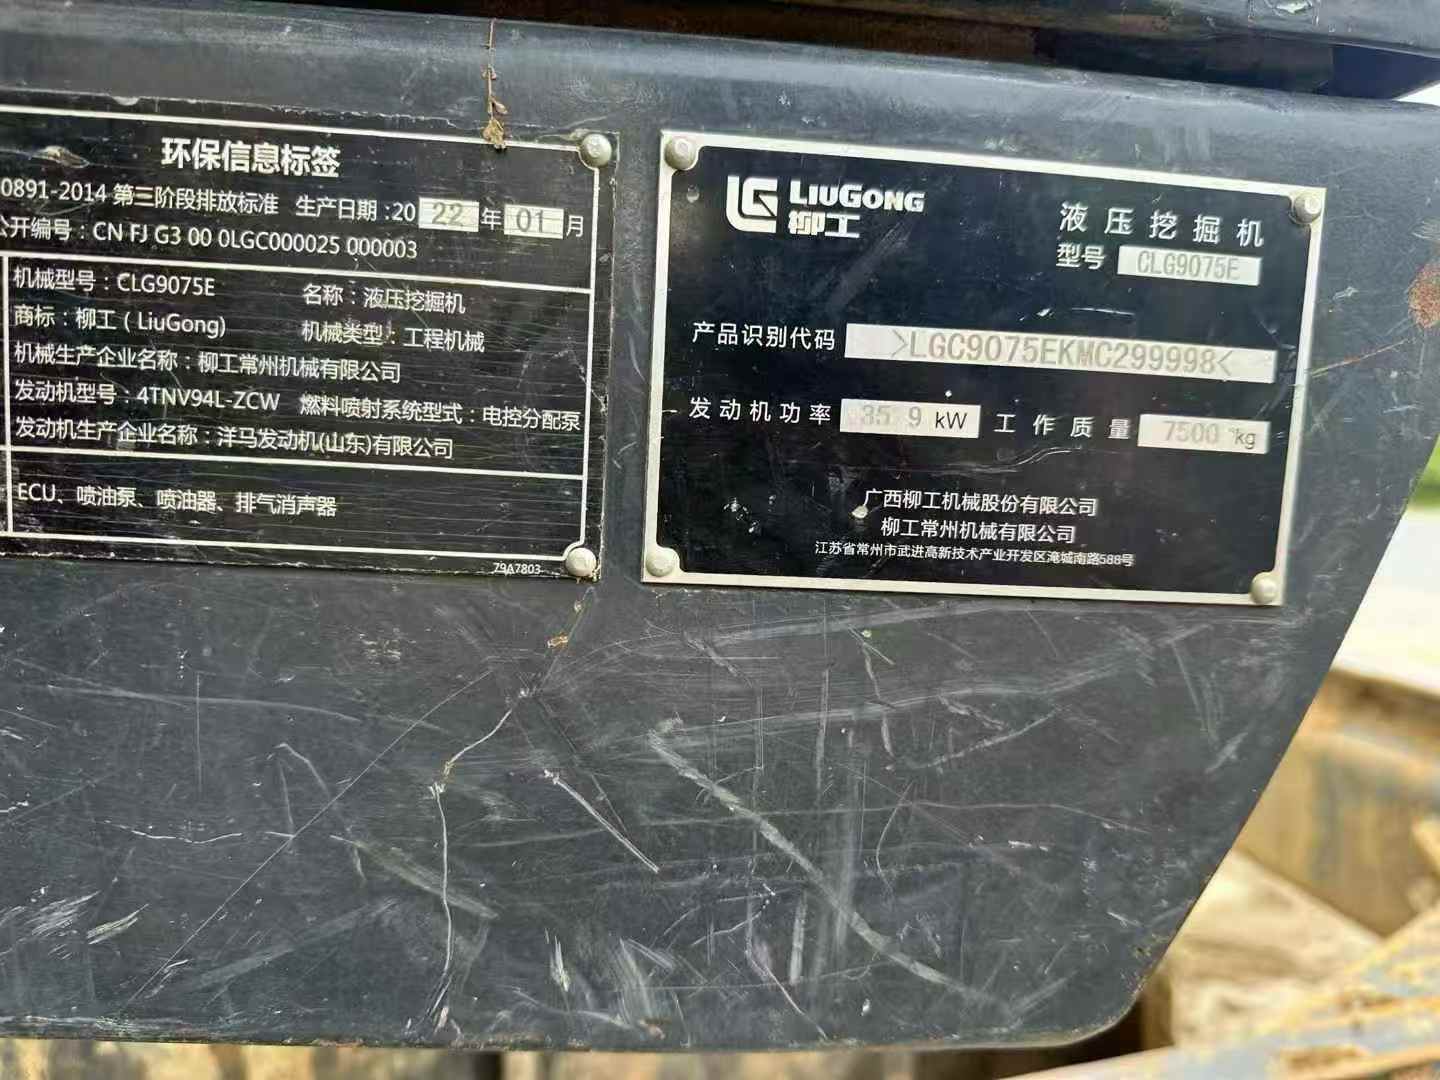 环保信息标签
0891-2014 第三阶段排放标准 生产日期:20 22 年 01 月
公开编号:CN FJ G3 00 0LGC000025 000003
机械型号:CLG9075E 名称:液压挖掘机
商标:柳工(LiuGong) 机械类型:工程机械
机械生产企业名称:柳工常州机械有限公司
发动机型号:4TNV94L-ZCW 燃料喷射系统型式:电控分配泵
发动机生产企业名称:洋马发动机(山东)有限公司
ECU、喷油泵、喷油器、排气消声器
79A7803
LG LIUGONG
柳工
液压挖掘机
型号 CLG9075E
产品识别代码 >LGC9075EKMC299998<
发动机功率 35.9 kW 工作质量 7500 kg
广西柳工机械股份有限公司
柳工常州机械有限公司
江苏省常州市武进高新技术产业开发区淹城南路588号